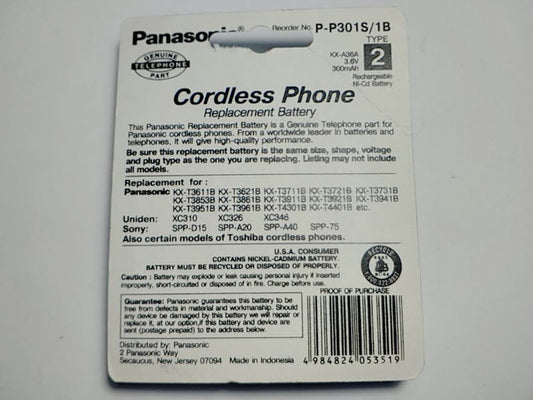 Panasonic
Reorder No. P-P301S/1B
TYPE
2
KX-A36A
3.6V
300mAh
Rechargeable
Ni-Cd Battery
GENUINE
TELEPHONE
PART
Cordless Phone
Replacement Battery
This Panasonic Replacement Battery is a Genuine Telephone part for
Panasonic cordless phones. From a worldwide leader in batteries and
telephones, it will give high-quality performance.
Be sure this replacement battery is the same size, shape, voltage
and plug type as the one you are replacing. Listing may not include
all models.
Replacement for :
Panasonic KX-T3611B KX-T3621B KX-T3711B KX-T3721B KX-T3731B
KX-T3853B KX-T3861B KX-T3911B KX-T3921B KX-T3941B
KX-T3951B KX-T3961B KX-T4301B KX-T4401B etc.
Uniden: XC310 XC326 XC346
Sony: SPP-D15 SPP-A20 SPP-A40 SPP-75
Also certain models of Toshiba cordless phones.
U.S.A. CONSUMER
CONTAINS NICKEL-CADMIUM BATTERY.
BATTERY MUST BE RECYCLED OR DISPOSED OF PROPERLY.
Caution : Battery may explode or leak causing personal injury if inserted
improperly, short-circuited or disposed of in fire. Charge before use.
PROOF OF PURCHASE
Guarantee: Panasonic guarantees this battery to be
free from defects in material and workmanship. Should
any device be damaged by this battery we will repair or
replace it, at our option,if this battery and device are
sent (postage prepaid) to the address below.
Distributed by: Panasonic
2 Panasonic Way
Secaucus, New Jersey 07094 Made in Indonesia
4 984824 053519